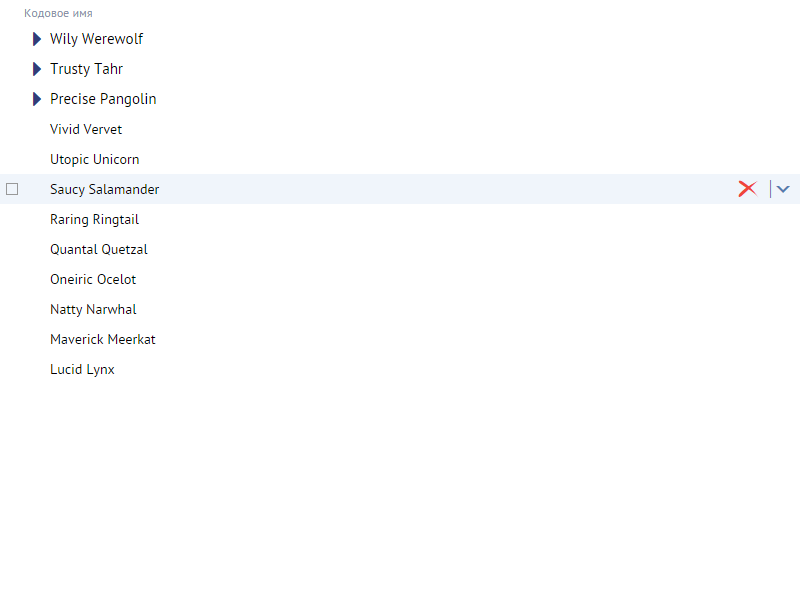 Кодовое имя
Wily Werewolf
Trusty Tahr
Precise Pangolin
Vivid Vervet
Utopic Unicorn
Saucy Salamander
Raring Ringtail
Quantal Quetzal
Oneiric Ocelot
Natty Narwhal
Maverick Meerkat
Lucid Lynx